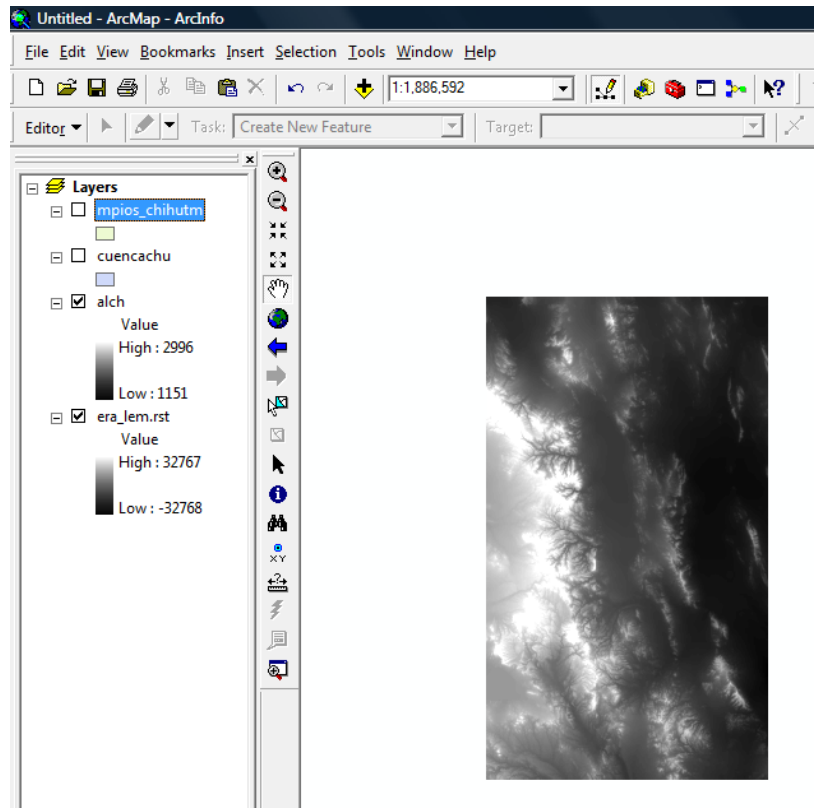 Untitled - ArcMap - ArcInfo
File Edit View Bookmarks Insert Selection Tools Window Help
1:1,886,592
Editor Task: Create New Feature Target:
Layers
mpios_chihutm
cuencachu
alch
Value
High : 2996
Low : 1151
era_lem.rst
Value
High : 32767
Low : -32768
XY